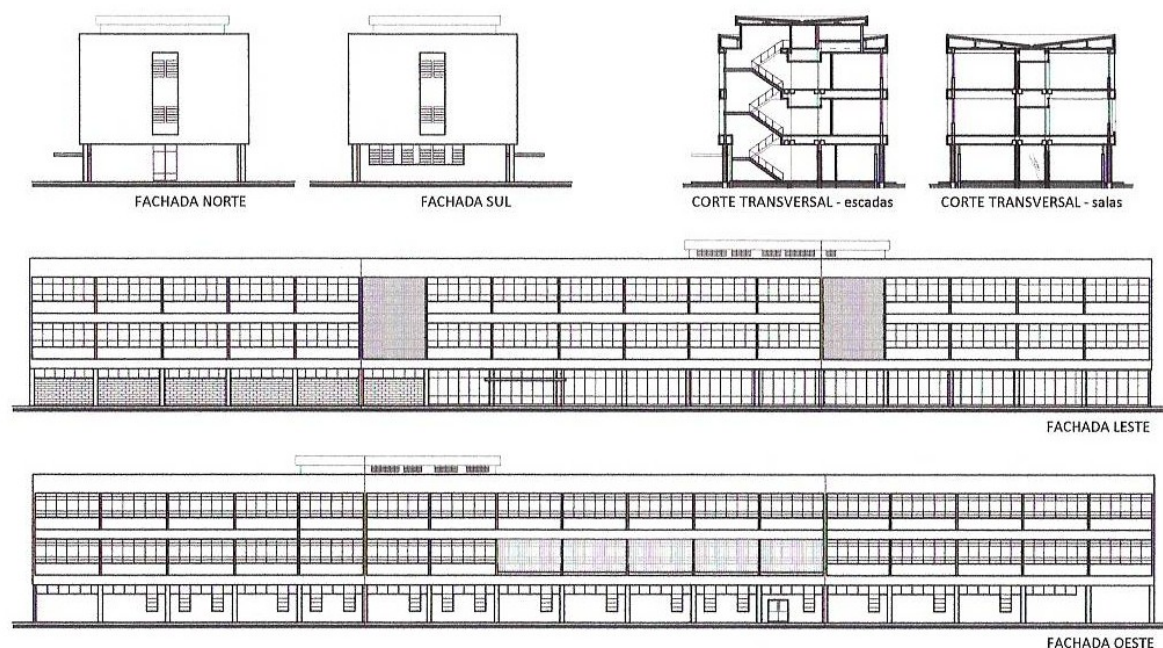 FACHADA NORTE
FACHADA SUL
CORTE TRANSVERSAL - escadas
CORTE TRANSVERSAL - salas
FACHADA LESTE
FACHADA OESTE